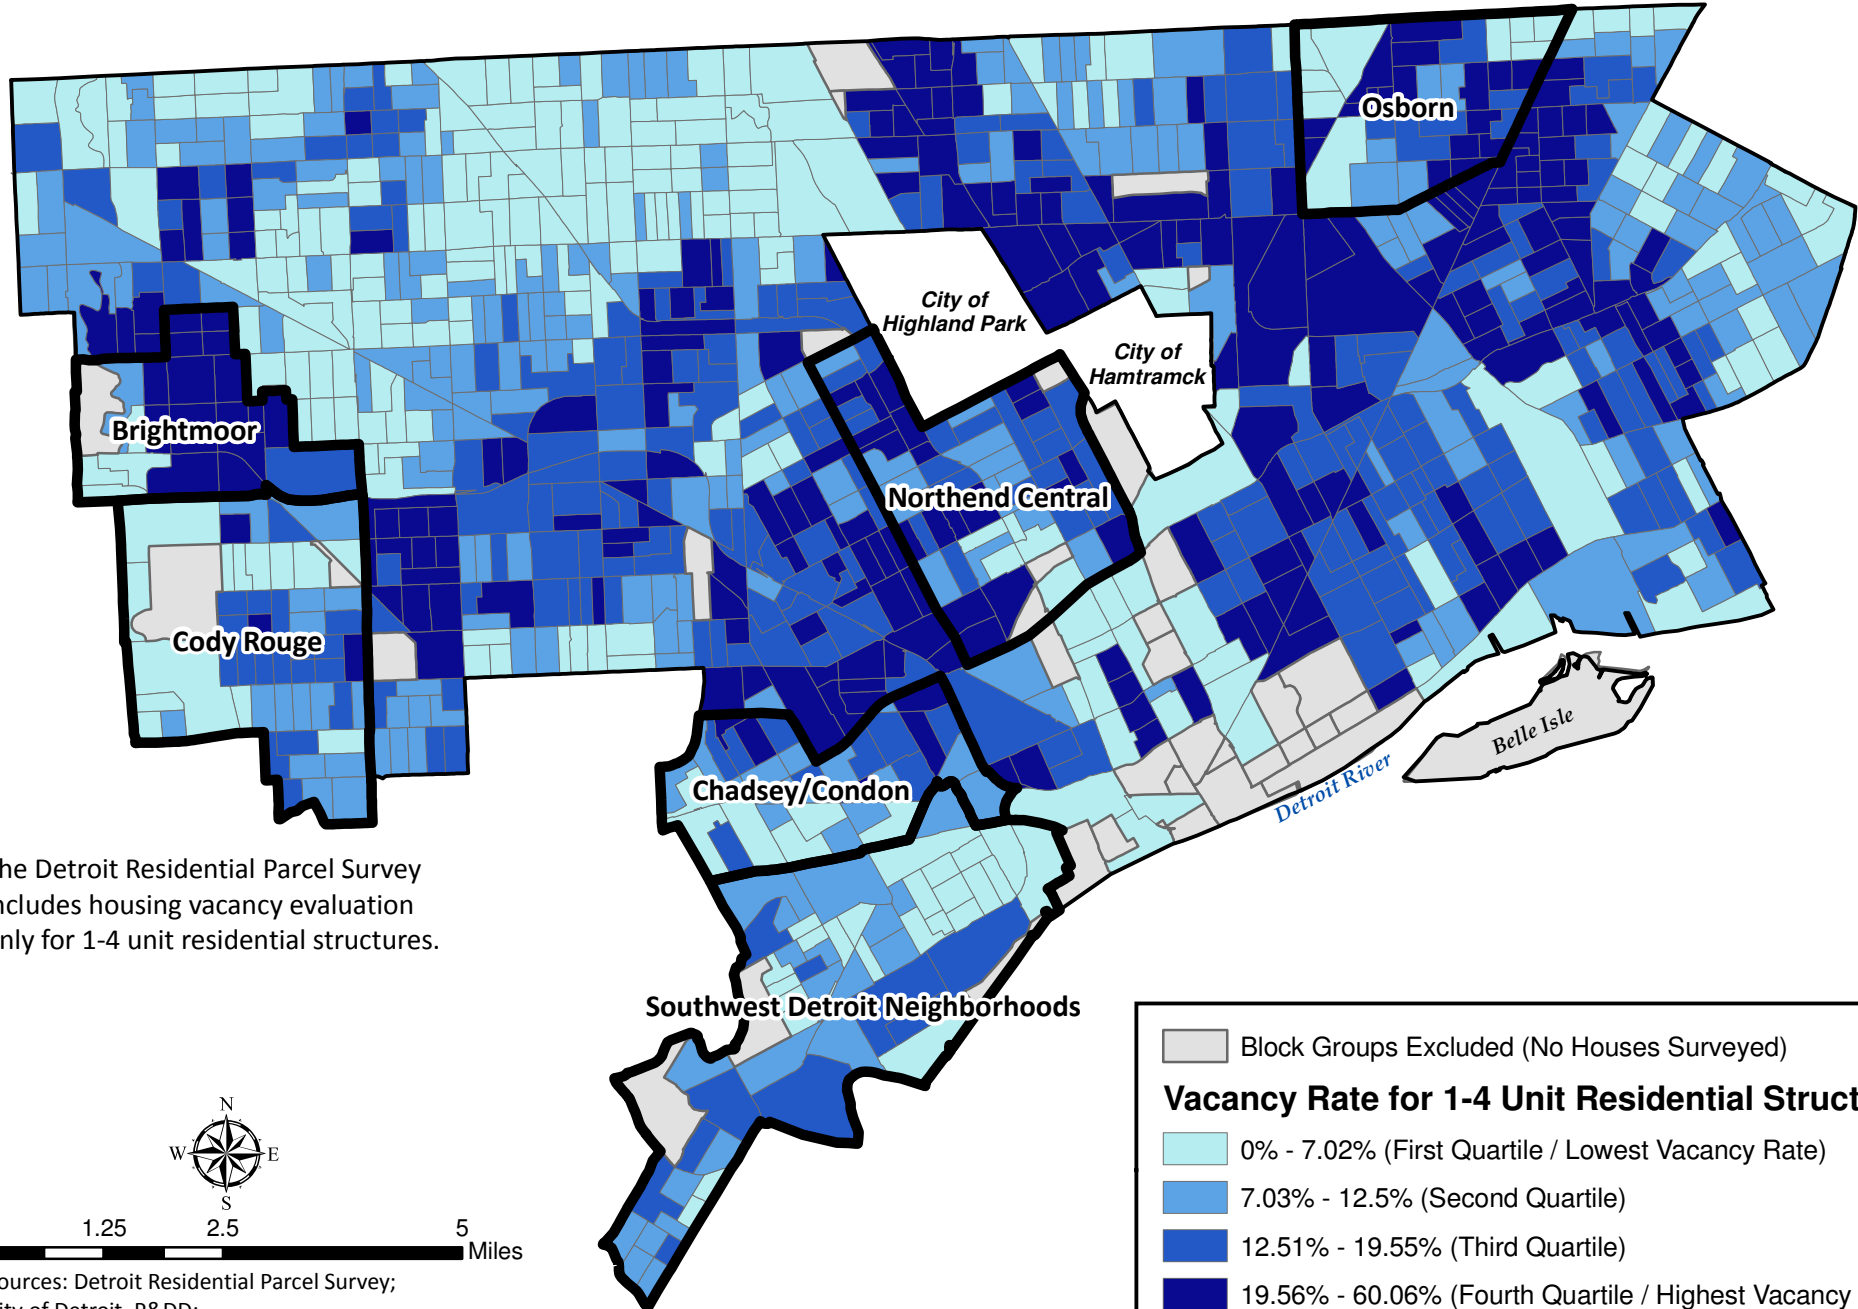 Osborn
City of
Highland Park
City of
Hamtramck
Brightmoor
Northend Central
Cody Rouge
Chadsey/Condon
Belle Isle
Detroit River
he Detroit Residential Parcel Survey
ncludes housing vacancy evaluation
nly for 1-4 unit residential structures.
Southwest Detroit Neighborhoods
Block Groups Excluded (No Houses Surveyed)
Vacancy Rate for 1-4 Unit Residential Struct
0% - 7.02% (First Quartile / Lowest Vacancy Rate)
7.03% - 12.5% (Second Quartile)
12.51% - 19.55% (Third Quartile)
19.56% - 60.06% (Fourth Quartile / Highest Vacancy
N
W E
S
1.25 2.5 5
Miles
ources: Detroit Residential Parcel Survey;
ity of Detroit, P&DD;